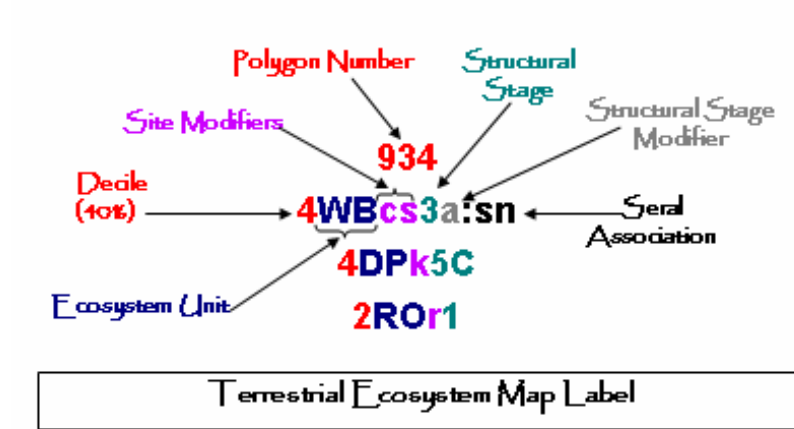 Polygon Number
Structural
Stage
Site Modifiers
Structural Stage
Modifier
934
Decile
(40%)
4WBcs3a:sn
Seral
Association
4DPk5C
Ecosystem Unit
2ROr1
Terrestrial Ecosystem Map Label